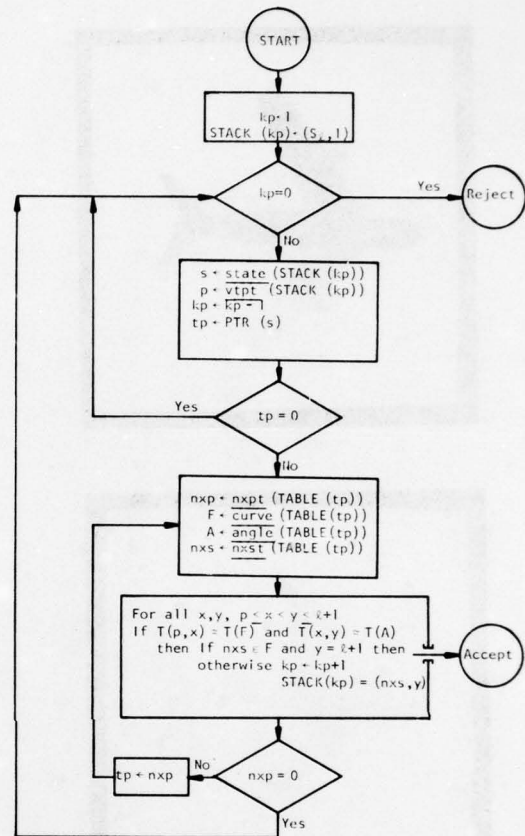 START
kp←1
STACK (kp)←(S𝓁,1)
kp=0
Yes
Reject
No
s ← state (STACK (kp))
p ← vtpt (STACK (kp))
kp ← kp - 1
tp ← PTR (s)
Yes
tp = 0
No
nxp ← nxpt (TABLE (tp))
F ← curve (TABLE(tp))
A ← angle (TABLE(tp))
nxs ← nxst (TABLE(tp))
For all x,y, p < x < y < ℓ+1
If T(p,x) = T(F) and T(x,y) = T(A)
then If nxs ε F and y = ℓ+1 then
otherwise kp ← kp+1
STACK(kp) = (nxs,y)
Accept
tp ← nxp
No
nxp = 0
Yes